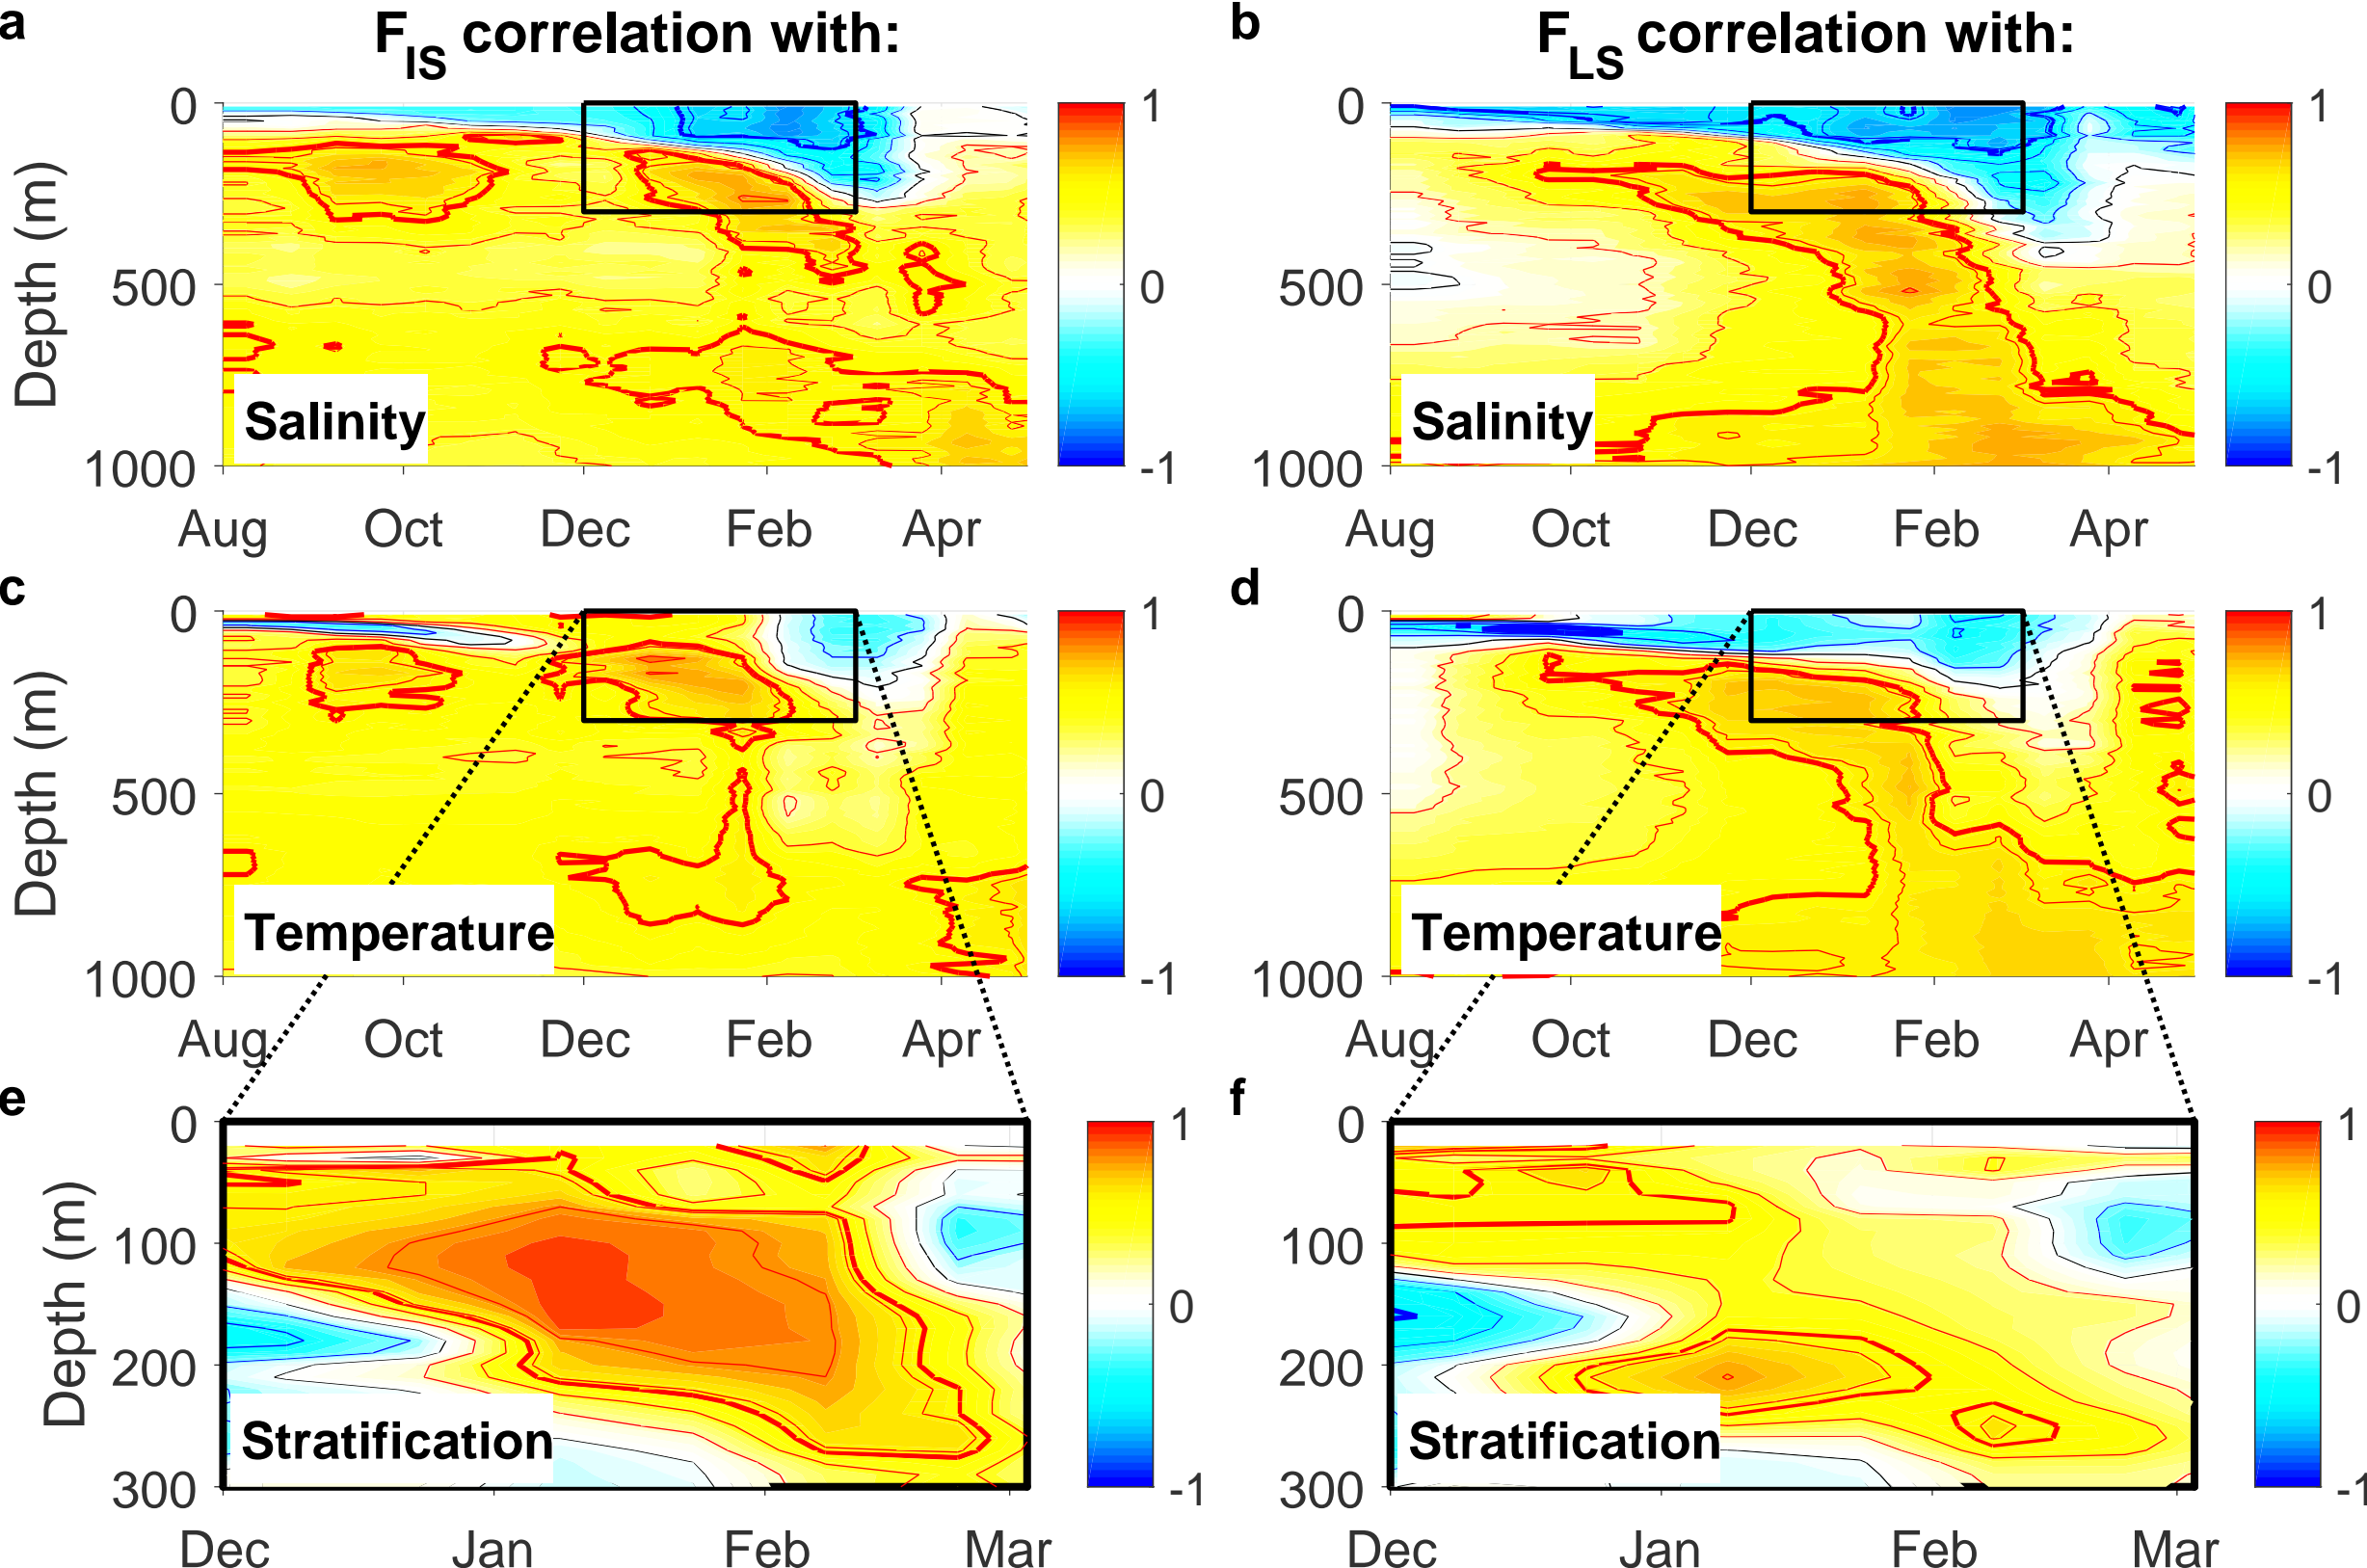 a
F_IS correlation with:
b
F_LS correlation with:
Depth (m)
0
500
1000
Salinity
Aug Oct Dec Feb Apr
1
0
-1
0
500
1000
Salinity
Aug Oct Dec Feb Apr
1
0
-1
c
Depth (m)
0
500
1000
Temperature
Aug Oct Dec Feb Apr
1
0
-1
d
0
500
1000
Temperature
Aug Oct Dec Feb Apr
1
0
-1
e
Depth (m)
0
100
200
300
Stratification
Dec Jan Feb Mar
1
0
-1
f
0
100
200
300
Stratification
Dec Jan Feb Mar
1
0
-1